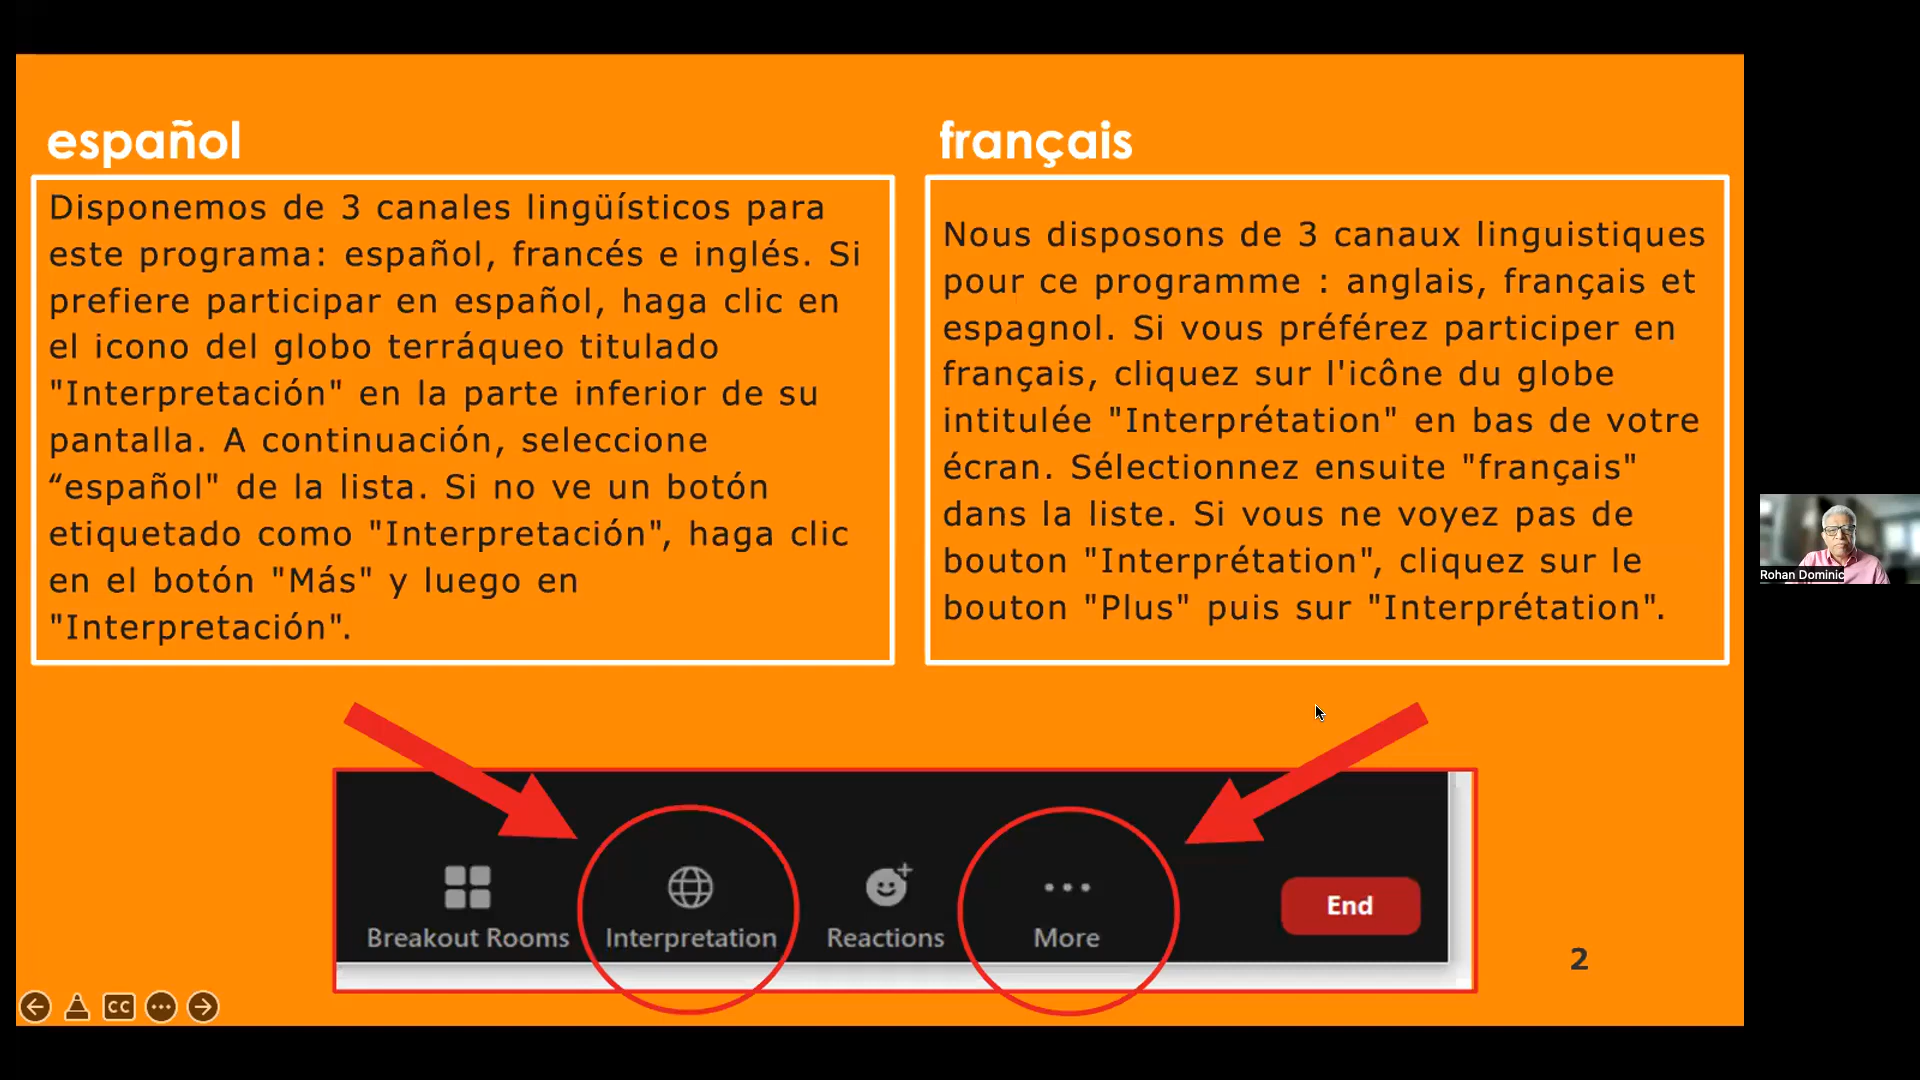 español
Disponemos de 3 canales lingüísticos para
este programa: español, francés e inglés. Si
prefiere participar en español, haga clic en
el icono del globo terráqueo titulado
"Interpretación" en la parte inferior de su
pantalla. A continuación, seleccione
“español" de la lista. Si no ve un botón
etiquetado como "Interpretación", haga clic
en el botón "Más" y luego en
"Interpretación".
français
Nous disposons de 3 canaux linguistiques
pour ce programme : anglais, français et
espagnol. Si vous préférez participer en
français, cliquez sur l'icône du globe
intitulée "Interprétation" en bas de votre
écran. Sélectionnez ensuite "français"
dans la liste. Si vous ne voyez pas de
bouton "Interprétation", cliquez sur le
bouton "Plus" puis sur "Interprétation".
Breakout Rooms
Interpretation
Reactions
More
End
2
CC
Rohan Dominic